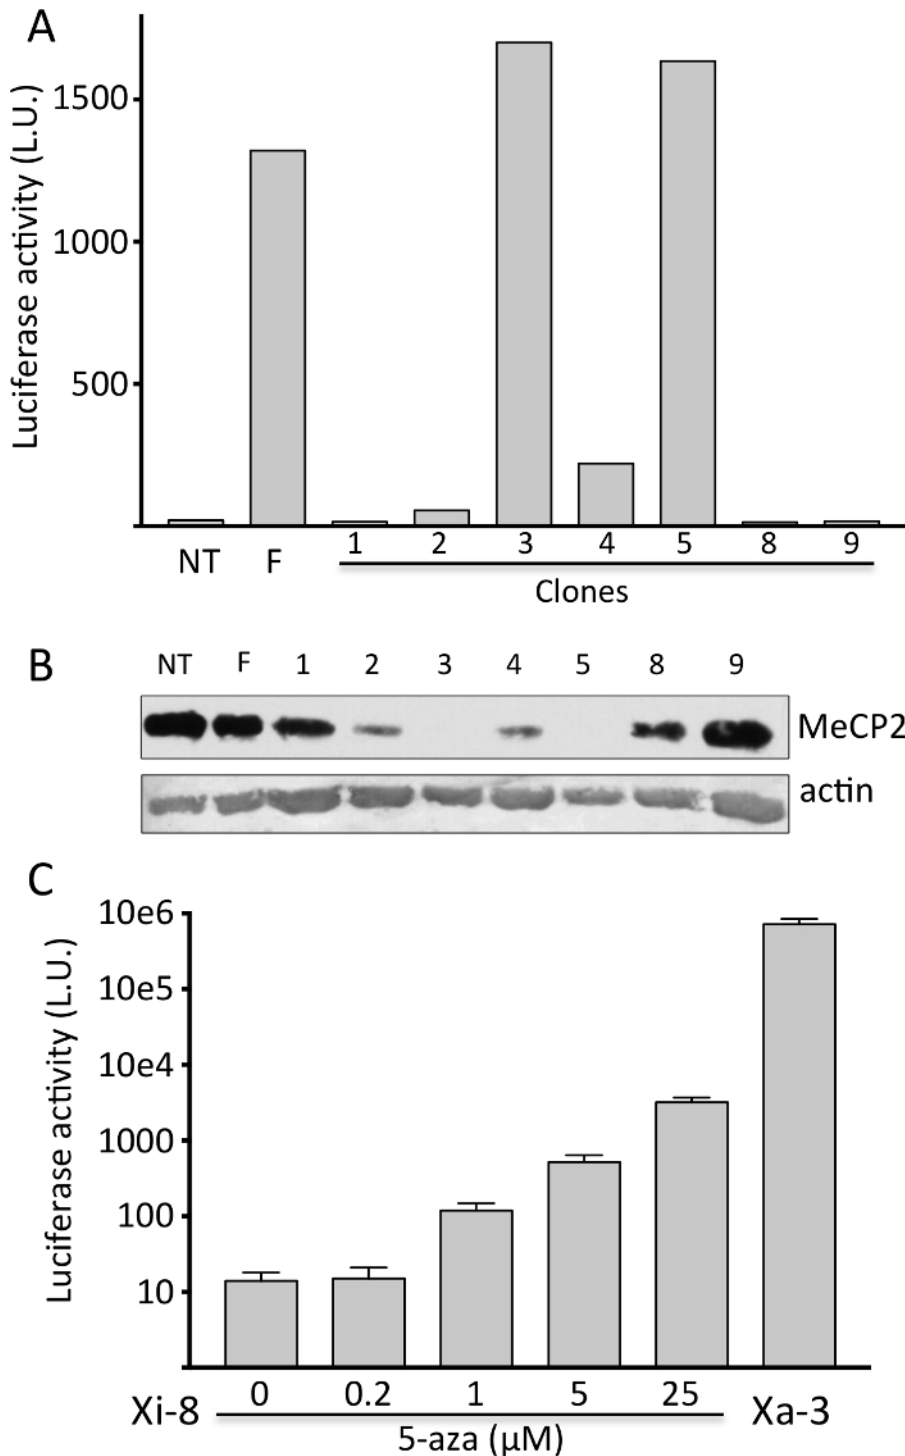 A
Luciferase activity (L.U.)
1500
1000
500
NT F 1 2 3 4 5 8 9
Clones
B
NT F 1 2 3 4 5 8 9
MeCP2
actin
C
Luciferase activity (L.U.)
10e6
10e5
10e4
1000
100
10
Xi-8 0 0.2 1 5 25 Xa-3
5-aza (μM)